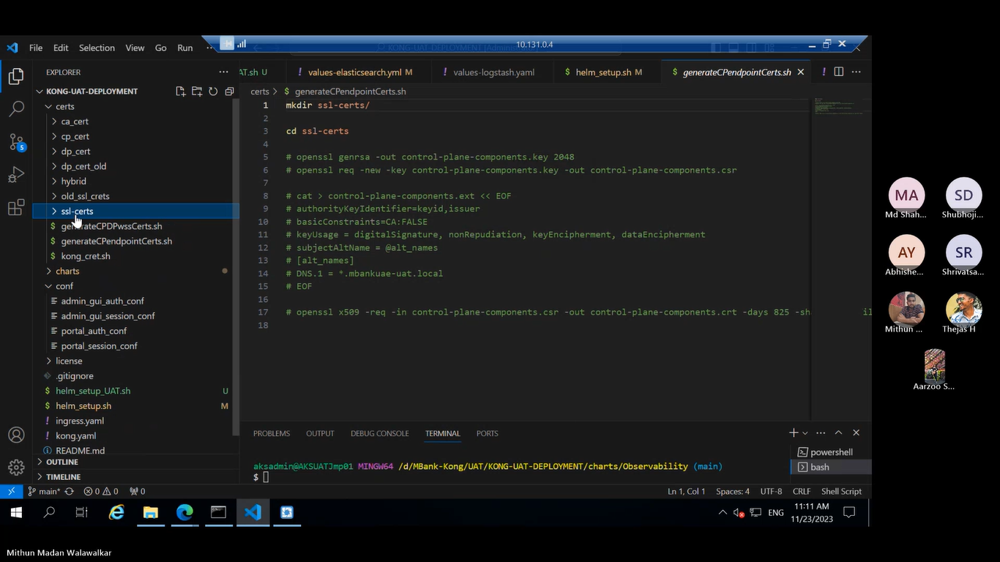 10.131.0.4
File Edit Selection View Go Run ...
EXPLORER
AT.sh U
values-elasticsearch.yml M
values-logstash.yaml
helm_setup.sh M
generateCPendpointCerts.sh
KONG-UAT-DEPLOYMENT
certs > $ generateCPendpointCerts.sh
certs
ca_cert
cp_cert
dp_cert
dp_cert_old
hybrid
old_ssl_crets
ssl-certs
generateCPDPwssCerts.sh
generateCPendpointCerts.sh
kong_cret.sh
charts
conf
admin_gui_auth_conf
admin_gui_session_conf
portal_auth_conf
portal_session_conf
license
.gitignore
helm_setup_UAT.sh U
helm_setup.sh M
ingress.yaml
kong.yaml
README.md
OUTLINE
TIMELINE
5
1 mkdir ssl-certs/
2
3 cd ssl-certs
4
5 # openssl genrsa -out control-plane-components.key 2048
6 # openssl req -new -key control-plane-components.key -out control-plane-components.csr
7
8 # cat > control-plane-components.ext << EOF
9 # authorityKeyIdentifier=keyid,issuer
10 # basicConstraints=CA:FALSE
11 # keyUsage = digitalSignature, nonRepudiation, keyEncipherment, dataEncipherment
12 # subjectAltName = @alt_names
13 # [alt_names]
14 # DNS.1 = *.mbankuae-uat.local
15 # EOF
16
17 # openssl x509 -req -in control-plane-components.csr -out control-plane-components.crt -days 825 -sh il
18
PROBLEMS OUTPUT DEBUG CONSOLE TERMINAL PORTS
powershell
bash
aksadmin@AKSUATJmp01 MINGW64 /d/MBank-Kong/UAT/KONG-UAT-DEPLOYMENT/charts/Observability (main)
$
main* 0 0 0
Ln 1, Col 1 Spaces: 4 UTF-8 CRLF Shell Script
ENG
11:11 AM
11/23/2023
MA
Md Shah...
SD
Shubhoji...
AY
Abhishe...
SR
Shrivatsa...
Mithun ...
Thejas H
Aarzoo S...
Mithun Madan Walawalkar